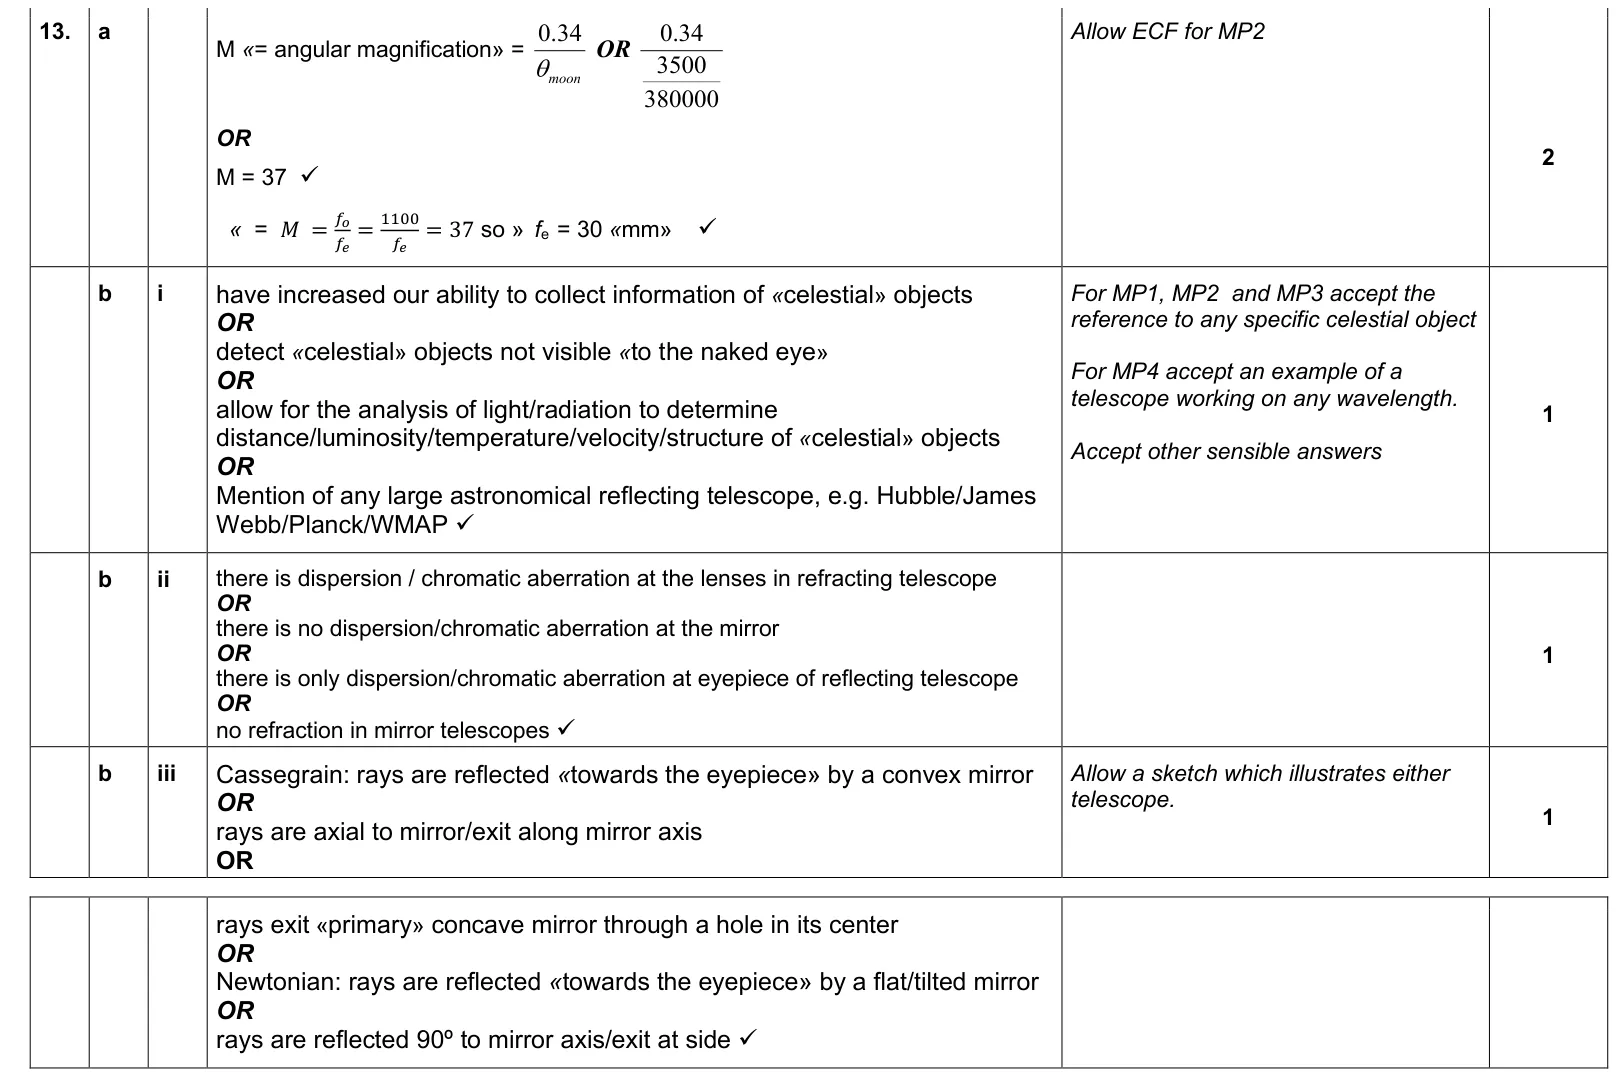 13. a
M «= angular magnification» = 0.34/θmoon OR 0.34/(3500/380000)
Allow ECF for MP2
OR
M = 37 ✓
2
« = M = fo/fe = 1100/fe = 37 so » fe = 30 «mm» ✓
b i
have increased our ability to collect information of «celestial» objects
OR
detect «celestial» objects not visible «to the naked eye»
OR
allow for the analysis of light/radiation to determine
distance/luminosity/temperature/velocity/structure of «celestial» objects
OR
Mention of any large astronomical reflecting telescope, e.g. Hubble/James
Webb/Planck/WMAP ✓
For MP1, MP2 and MP3 accept the
reference to any specific celestial object
For MP4 accept an example of a
telescope working on any wavelength.
Accept other sensible answers
1
b ii
there is dispersion / chromatic aberration at the lenses in refracting telescope
OR
there is no dispersion/chromatic aberration at the mirror
OR
there is only dispersion/chromatic aberration at eyepiece of reflecting telescope
OR
no refraction in mirror telescopes ✓
1
b iii
Cassegrain: rays are reflected «towards the eyepiece» by a convex mirror
OR
rays are axial to mirror/exit along mirror axis
OR
Allow a sketch which illustrates either
telescope.
1
rays exit «primary» concave mirror through a hole in its center
OR
Newtonian: rays are reflected «towards the eyepiece» by a flat/tilted mirror
OR
rays are reflected 90º to mirror axis/exit at side ✓